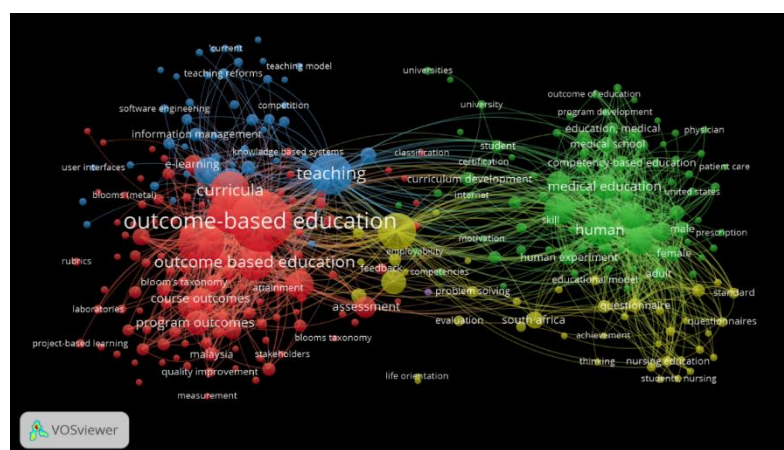 'current
teaching reforms
teaching model
universities
software engineering
competition
university
outcome of education
program development
information management
education, medical
physician
medical school
student
knowledge based systems
classification
e-learning
certification
competency-based education
user interfaces
teaching
patient care
curriculum development
blooms (metal)
curricula
medical education
united states
internet
skill
outcome-based education
prescription
human
male
motivation
employability
female
rubrics
outcome based education
human experiment
feedback
competencies
adult
bloom's taxonomy
educational model
attainment
problem solving
standard
course outcomes
laboratories
assessment
questionnaire
program outcomes
evaluation
south africa
questionnaires
blooms taxonomy
achievement
project-based learning
malaysia
stakeholders
thinking
nursing education
quality improvement
life orientation
students, nursing
measurement
VOSviewer